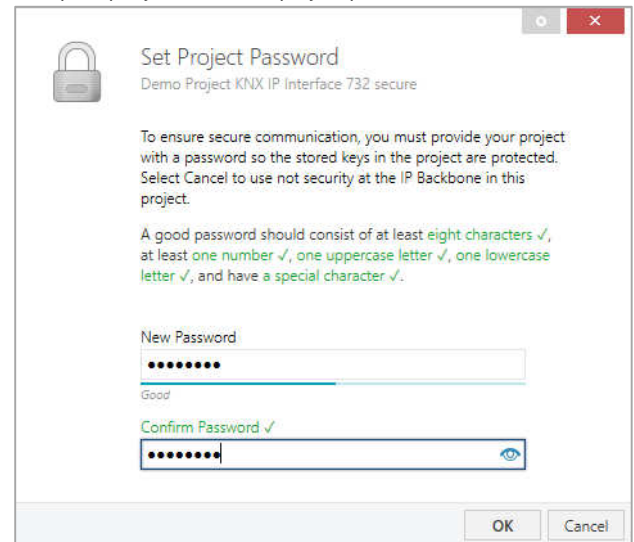 Set Project Password
Demo Project KNX IP Interface 732 secure
To ensure secure communication, you must provide your project
with a password so the stored keys in the project are protected.
Select Cancel to use not security at the IP Backbone in this
project.
A good password should consist of at least eight characters ✓,
at least one number ✓, one uppercase letter ✓, one lowercase
letter ✓, and have a special character ✓.
New Password
••••••••
Good
Confirm Password ✓
••••••••
OK Cancel